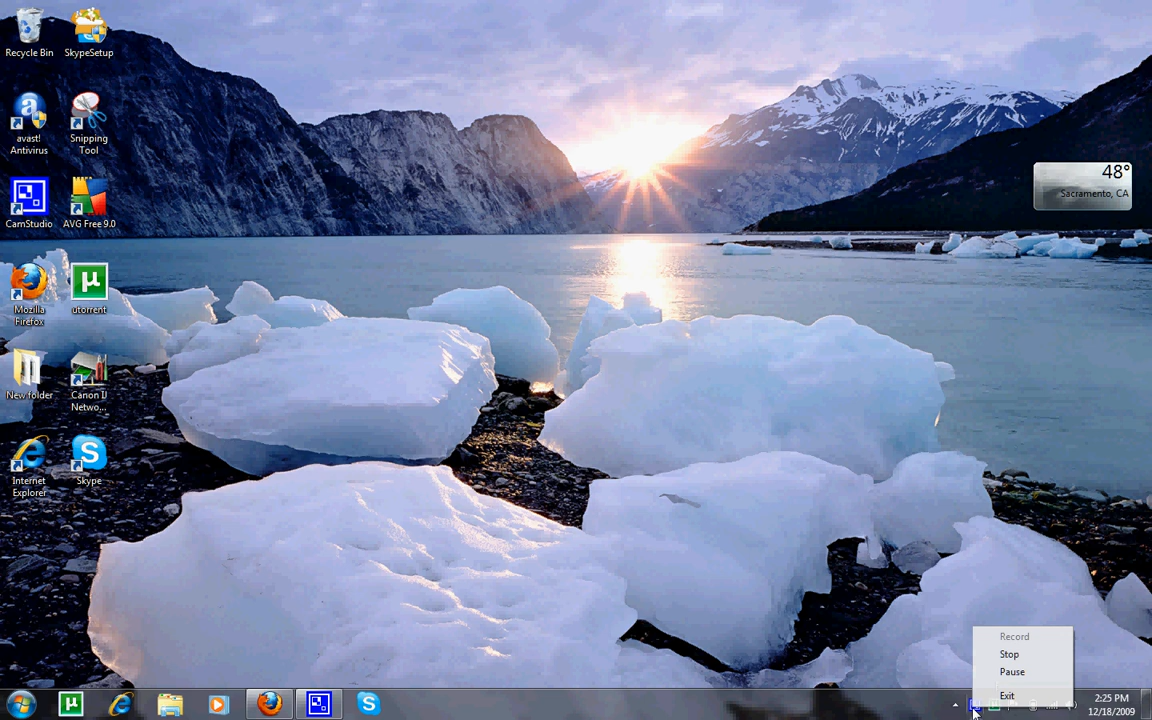 Recycle Bin
SkypeSetup
avast!
Antivirus
Snipping
Tool
CamStudio
AVG Free 9.0
Mozilla
Firefox
utorrent
New folder
Canon IJ
Netwo...
Internet
Explorer
Skype
48°
Sacramento, CA
Record
Stop
Pause
Exit
2:25 PM
12/18/2009